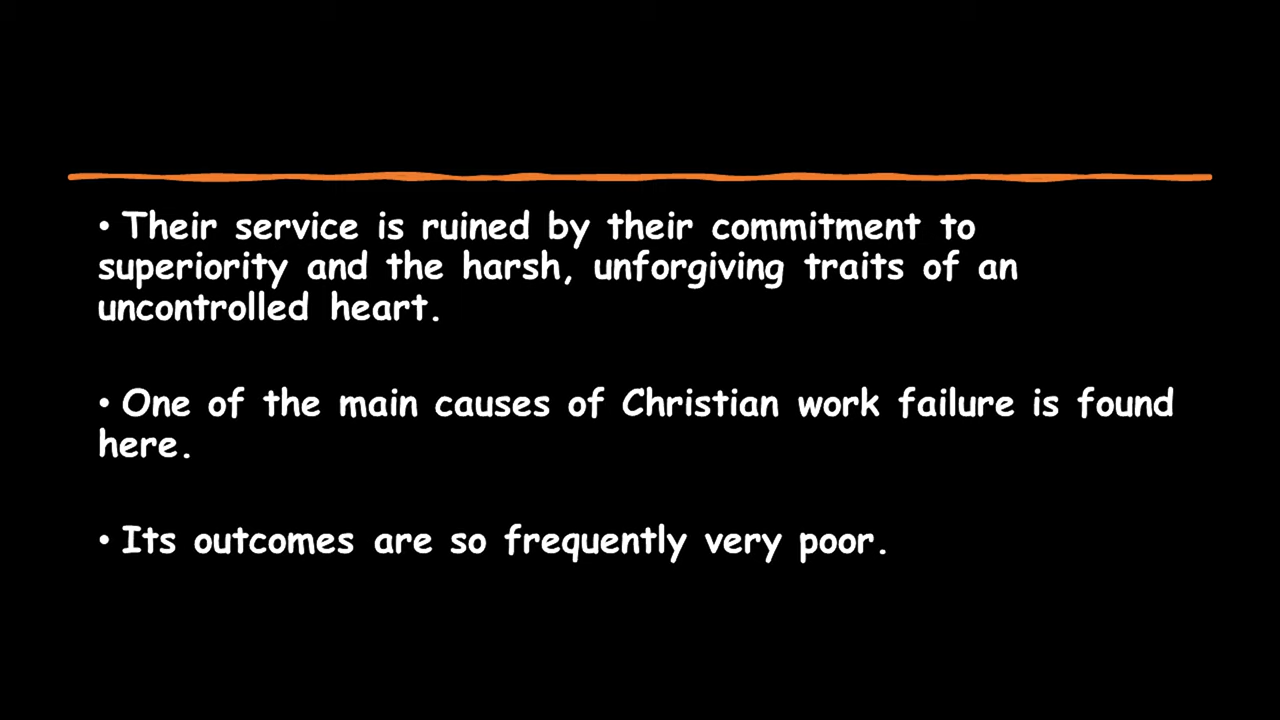 • Their service is ruined by their commitment to
superiority and the harsh, unforgiving traits of an
uncontrolled heart.
• One of the main causes of Christian work failure is found
here.
• Its outcomes are so frequently very poor.